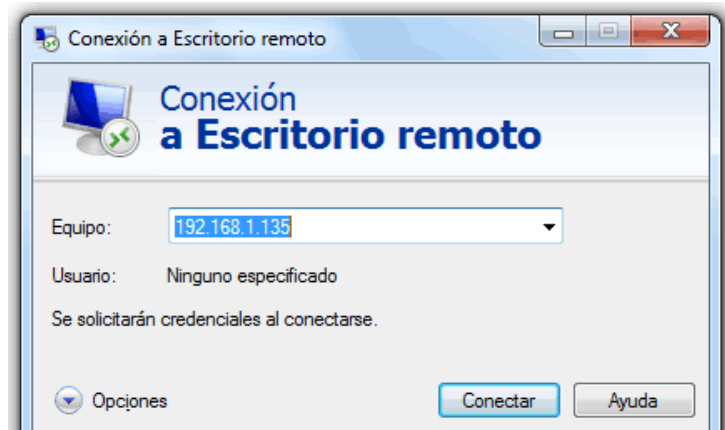 Conexión a Escritorio remoto
Conexión
a Escritorio remoto
Equipo: 192.168.1.135
Usuario: Ninguno especificado
Se solicitarán credenciales al conectarse.
Opciones Conectar Ayuda